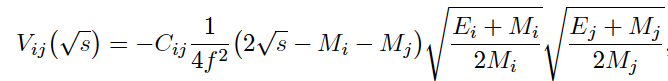 $V_{ij}(\sqrt{s}) = -C_{ij}\frac{1}{4f^2}(2\sqrt{s} - M_i - M_j)\sqrt{\frac{E_i + M_i}{2M_i}}\sqrt{\frac{E_j + M_j}{2M_j}},$